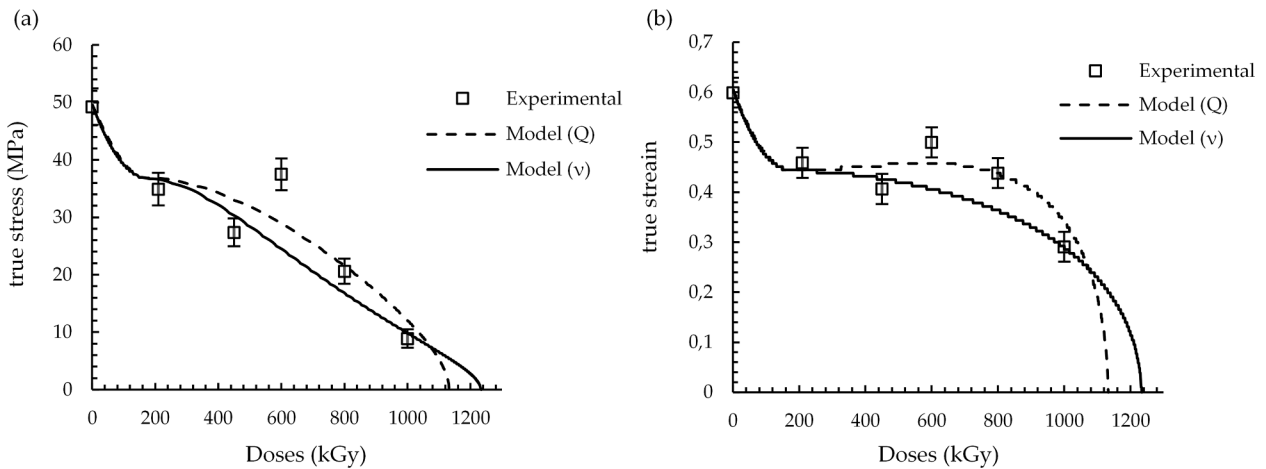 (a)
60
50
40
30
20
10
0
true stress (MPa)
0 200 400 600 800 1000 1200
Doses (kGy)
Experimental
Model (Q)
Model (ν)
(b)
0,7
0,6
0,5
0,4
0,3
0,2
0,1
0
true streain
0 200 400 600 800 1000 1200
Doses (kGy)
Experimental
Model (Q)
Model (ν)